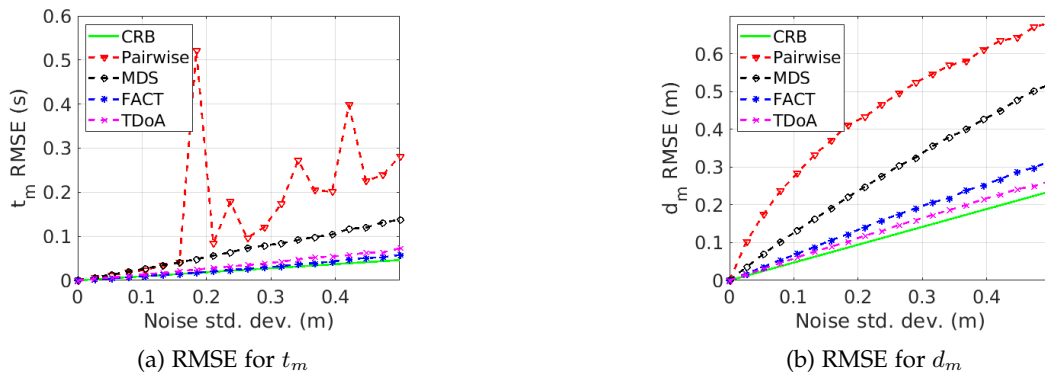 0.6
0.5
0.4
0.3
0.2
0.1
0
t_m RMSE (s)
CRB
Pairwise
MDS
FACT
TDoA
0 0.1 0.2 0.3 0.4
Noise std. dev. (m)
(a) RMSE for t_m
0.6
0.5
0.4
0.3
0.2
0.1
0
d_m RMSE (m)
CRB
Pairwise
MDS
FACT
TDoA
0 0.1 0.2 0.3 0.4
Noise std. dev. (m)
(b) RMSE for d_m